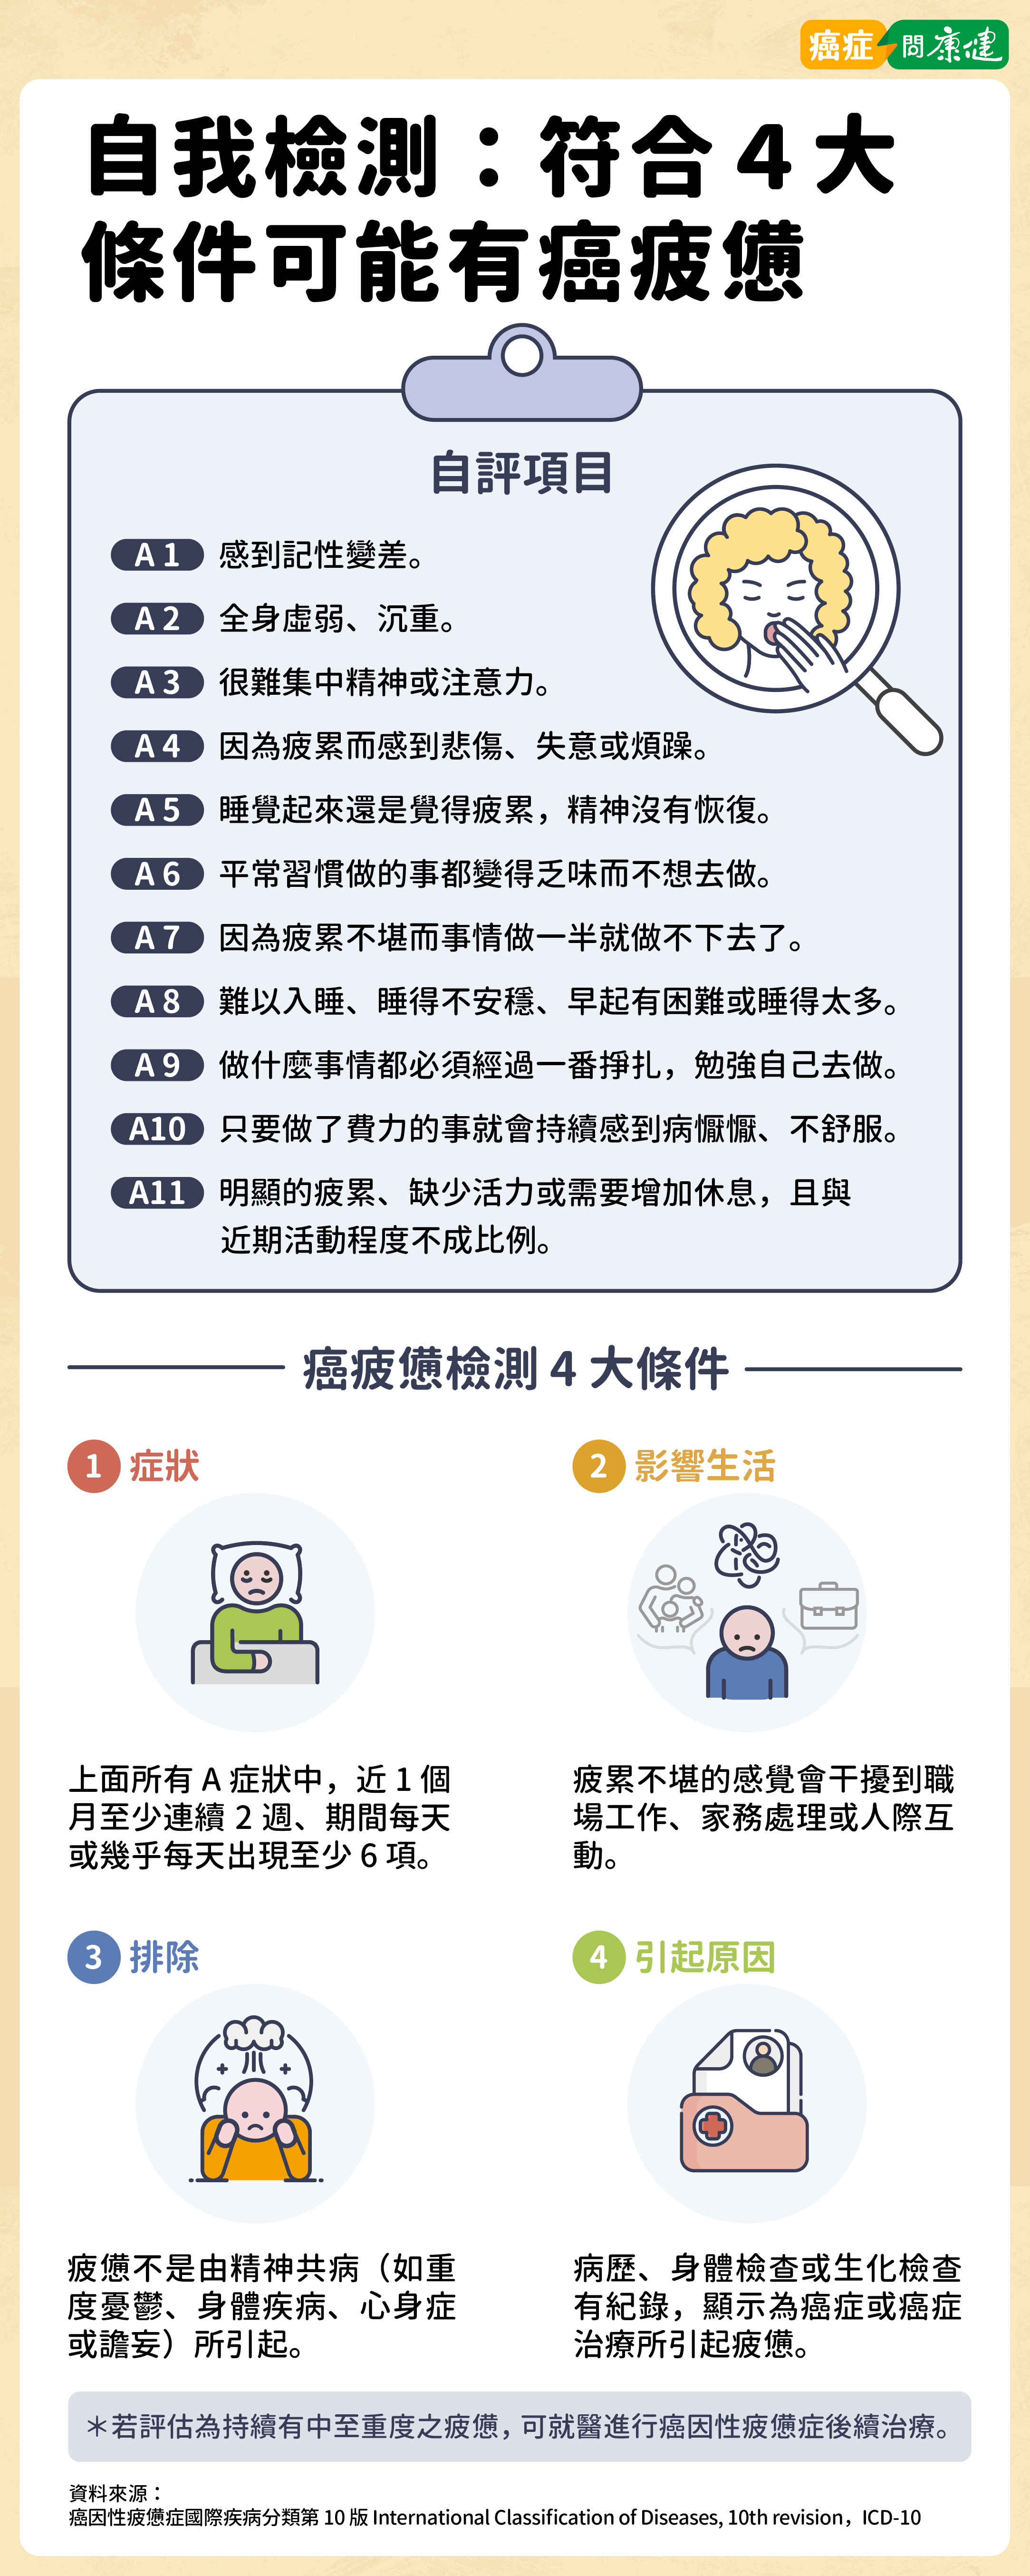 癌症問康健
自我檢測：符合4大
條件可能有癌疲憊
自評項目
A1 感到記性變差。
A2 全身虛弱、沉重。
A3 很難集中精神或注意力。
A4 因為疲累而感到悲傷、失意或煩躁。
A5 睡覺起來還是覺得疲累，精神沒有恢復。
A6 平常習慣做的事都變得乏味而不想去做。
A7 因為疲累不堪而事情做一半就做不下去了。
A8 難以入睡、睡得不安穩、早起有困難或睡得太多。
A9 做什麼事情都必須經過一番掙扎，勉強自己去做。
A10 只要做了費力的事就會持續感到病懨懨、不舒服。
A11 明顯的疲累、缺少活力或需要增加休息，且與
近期活動程度不成比例。
癌疲憊檢測4大條件
1 症狀
上面所有 A 症狀中，近 1 個
月至少連續 2 週、期間每天
或幾乎每天出現至少 6 項。
2 影響生活
疲累不堪的感覺會干擾到職
場工作、家務處理或人際互
動。
3 排除
疲憊不是由精神共病（如重
度憂鬱、身體疾病、心身症
或譫妄）所引起。
4 引起原因
病歷、身體檢查或生化檢查
有紀錄，顯示為癌症或癌症
治療所引起疲憊。
＊若評估為持續有中至重度之疲憊，可就醫進行癌因性疲憊症後續治療。
資料來源：
癌因性疲憊症國際疾病分類第 10 版 International Classification of Diseases, 10th revision，ICD-10